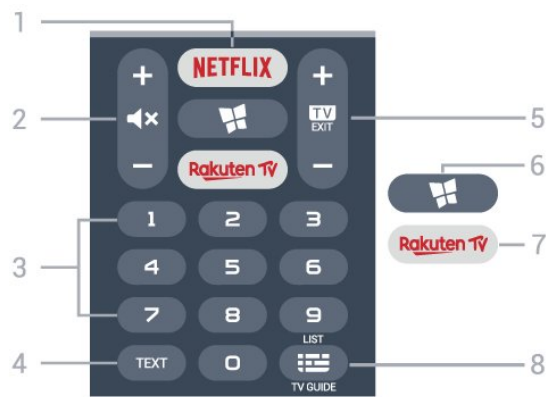 1
+ NETFLIX +
2 TV EXIT 5
6
- Rakuten TV -
1 2 3 Rakuten TV 7
3 4 5 6
7 8 9
LIST
4 TEXT 0 8
TV GUIDE